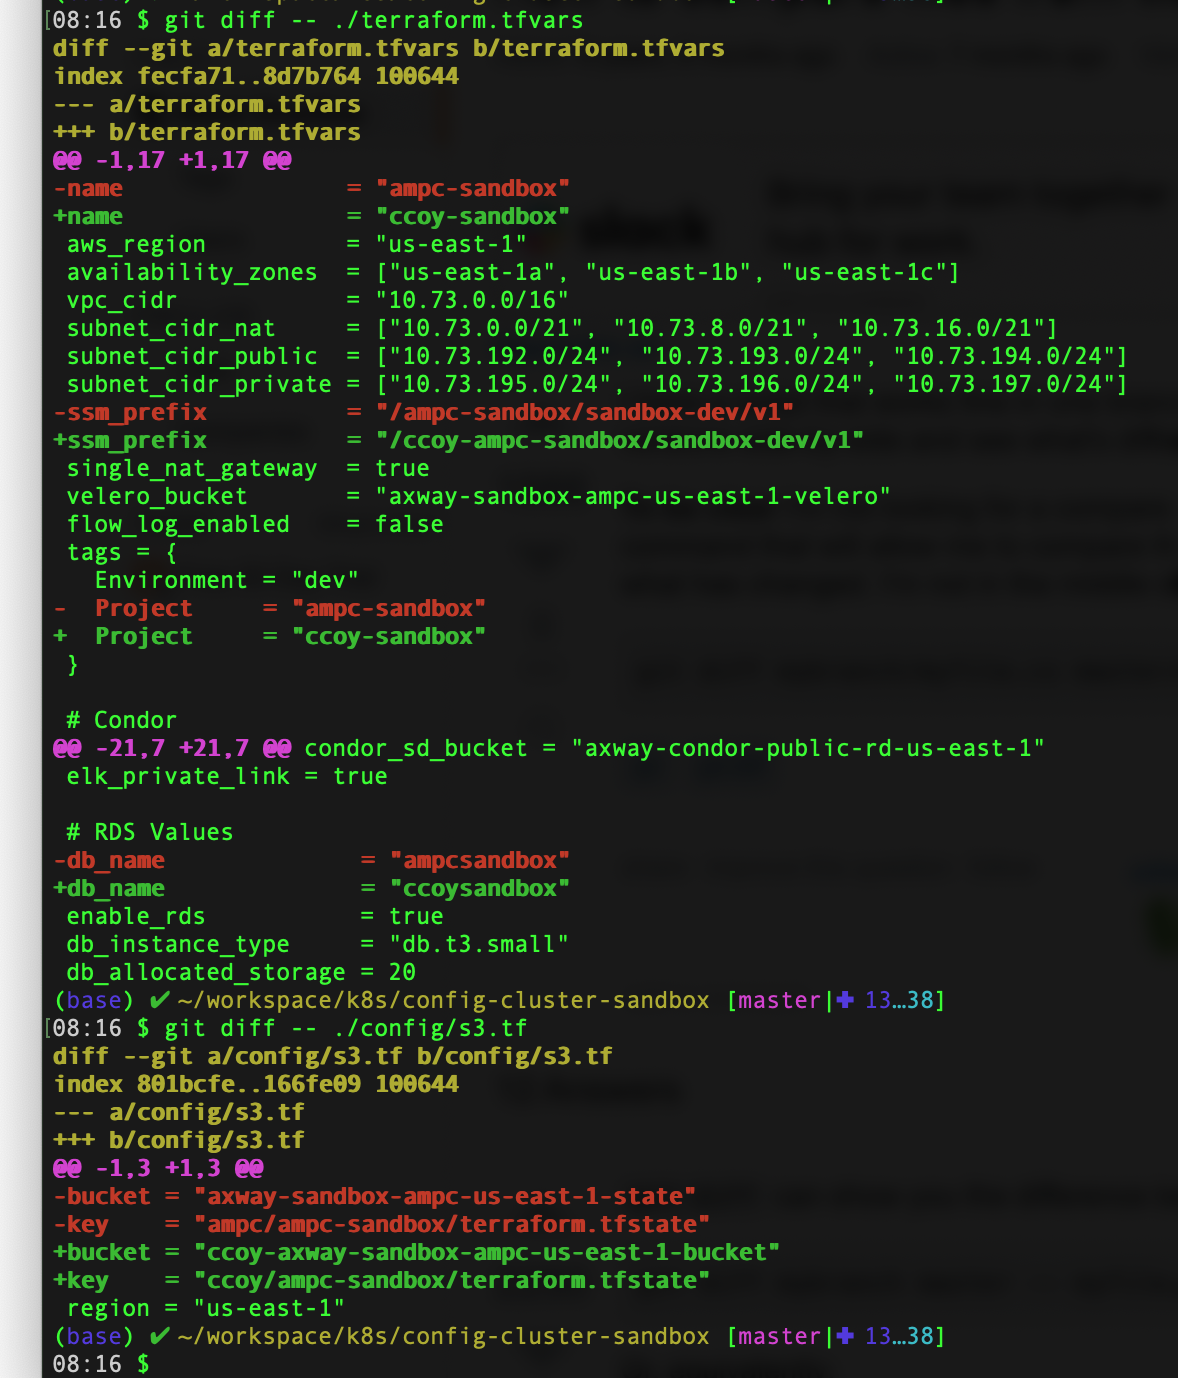 [08:16 $ git diff -- ./terraform.tfvars
diff --git a/terraform.tfvars b/terraform.tfvars
index fecfa71..8d7b764 100644
--- a/terraform.tfvars
+++ b/terraform.tfvars
@@ -1,17 +1,17 @@
-name                = "ampc-sandbox"
+name                = "ccoy-sandbox"
 aws_region          = "us-east-1"
 availability_zones  = ["us-east-1a", "us-east-1b", "us-east-1c"]
 vpc_cidr            = "10.73.0.0/16"
 subnet_cidr_nat     = ["10.73.0.0/21", "10.73.8.0/21", "10.73.16.0/21"]
 subnet_cidr_public  = ["10.73.192.0/24", "10.73.193.0/24", "10.73.194.0/24"]
 subnet_cidr_private = ["10.73.195.0/24", "10.73.196.0/24", "10.73.197.0/24"]
-ssm_prefix          = "/ampc-sandbox/sandbox-dev/v1"
+ssm_prefix          = "/ccoy-ampc-sandbox/sandbox-dev/v1"
 single_nat_gateway  = true
 velero_bucket       = "axway-sandbox-ampc-us-east-1-velero"
 flow_log_enabled    = false
 tags = {
   Environment = "dev"
-  Project     = "ampc-sandbox"
+  Project     = "ccoy-sandbox"
 }
 # Condor
@@ -21,7 +21,7 @@ condor_sd_bucket = "axway-condor-public-rd-us-east-1"
 elk_private_link = true
 # RDS Values
-db_name              = "ampcsandbox"
+db_name              = "ccoysandbox"
 enable_rds           = true
 db_instance_type     = "db.t3.small"
 db_allocated_storage = 20
(base) ✔ ~/workspace/k8s/config-cluster-sandbox [master|✚ 13…38]
[08:16 $ git diff -- ./config/s3.tf
diff --git a/config/s3.tf b/config/s3.tf
index 801bcfe..166fe09 100644
--- a/config/s3.tf
+++ b/config/s3.tf
@@ -1,3 +1,3 @@
-bucket = "axway-sandbox-ampc-us-east-1-state"
-key    = "ampc/ampc-sandbox/terraform.tfstate"
+bucket = "ccoy-axway-sandbox-ampc-us-east-1-bucket"
+key    = "ccoy/ampc-sandbox/terraform.tfstate"
 region = "us-east-1"
(base) ✔ ~/workspace/k8s/config-cluster-sandbox [master|✚ 13…38]
08:16 $